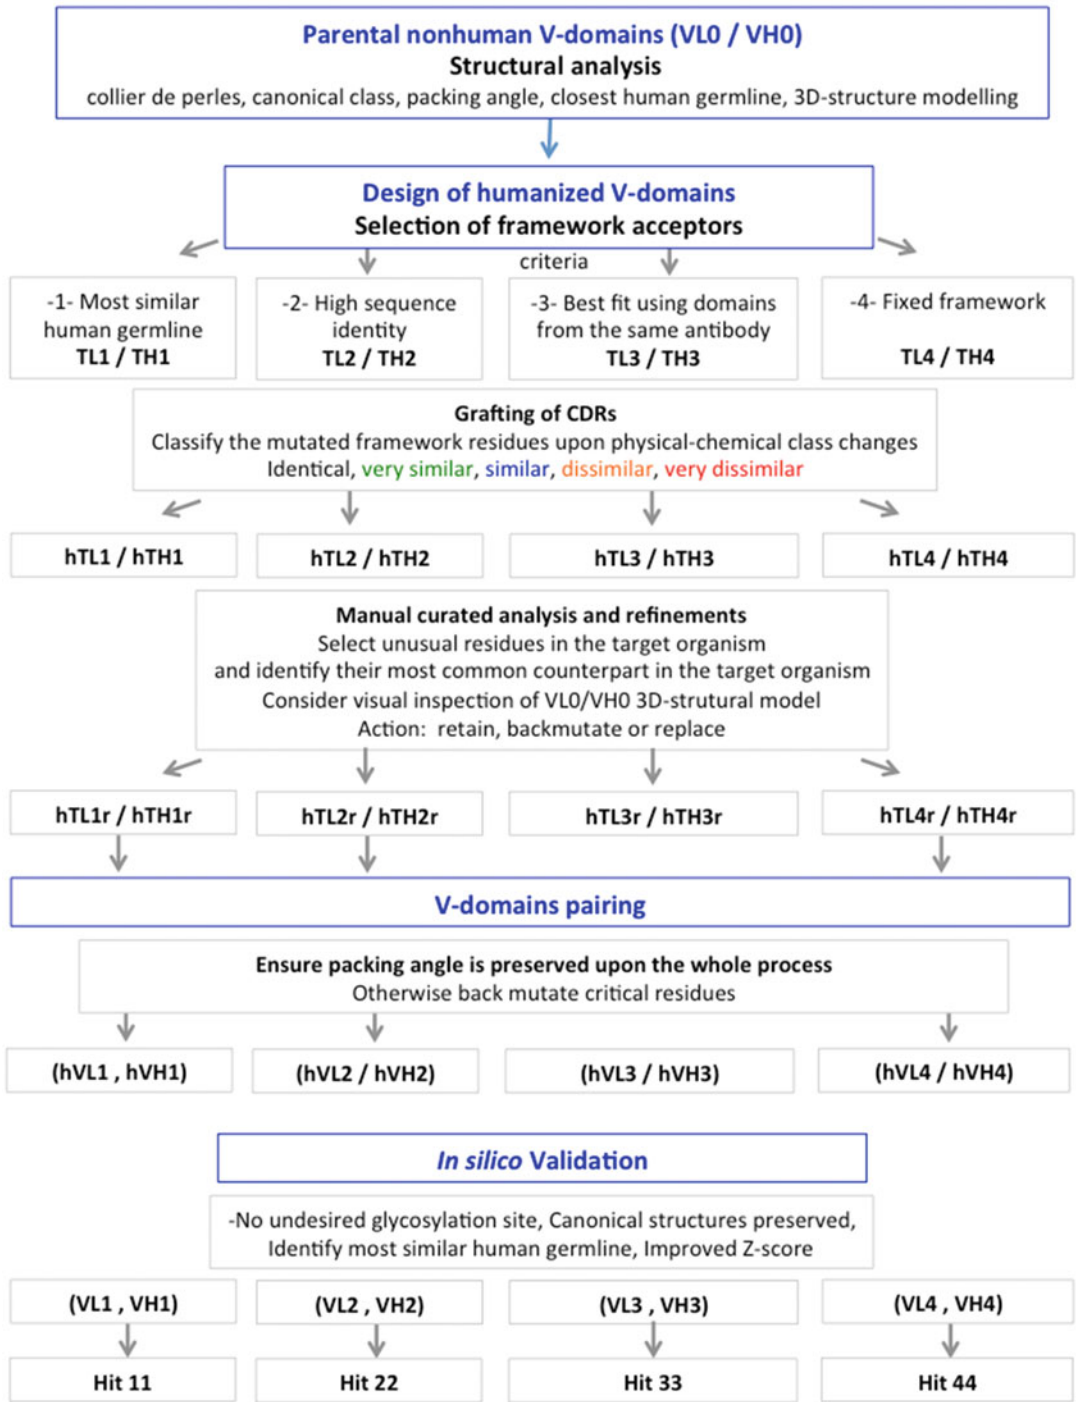 Parental nonhuman V-domains (VL0 / VH0)
Structural analysis
collier de perles, canonical class, packing angle, closest human germline, 3D-structure modelling
Design of humanized V-domains
Selection of framework acceptors
criteria
-1- Most similar
human germline
TL1 / TH1
-2- High sequence
identity
TL2 / TH2
-3- Best fit using domains
from the same antibody
TL3 / TH3
-4- Fixed framework
TL4 / TH4
Grafting of CDRs
Classify the mutated framework residues upon physical-chemical class changes
Identical, very similar, similar, dissimilar, very dissimilar
hTL1 / hTH1
hTL2 / hTH2
hTL3 / hTH3
hTL4 / hTH4
Manual curated analysis and refinements
Select unusual residues in the target organism
and identify their most common counterpart in the target organism
Consider visual inspection of VL0/VH0 3D-strutural model
Action: retain, backmutate or replace
hTL1r / hTH1r
hTL2r / hTH2r
hTL3r / hTH3r
hTL4r / hTH4r
V-domains pairing
Ensure packing angle is preserved upon the whole process
Otherwise back mutate critical residues
(hVL1 , hVH1)
(hVL2 / hVH2)
(hVL3 / hVH3)
(hVL4 / hVH4)
In silico Validation
-No undesired glycosylation site, Canonical structures preserved,
Identify most similar human germline, Improved Z-score
(VL1 , VH1)
(VL2 , VH2)
(VL3 , VH3)
(VL4 , VH4)
Hit 11
Hit 22
Hit 33
Hit 44